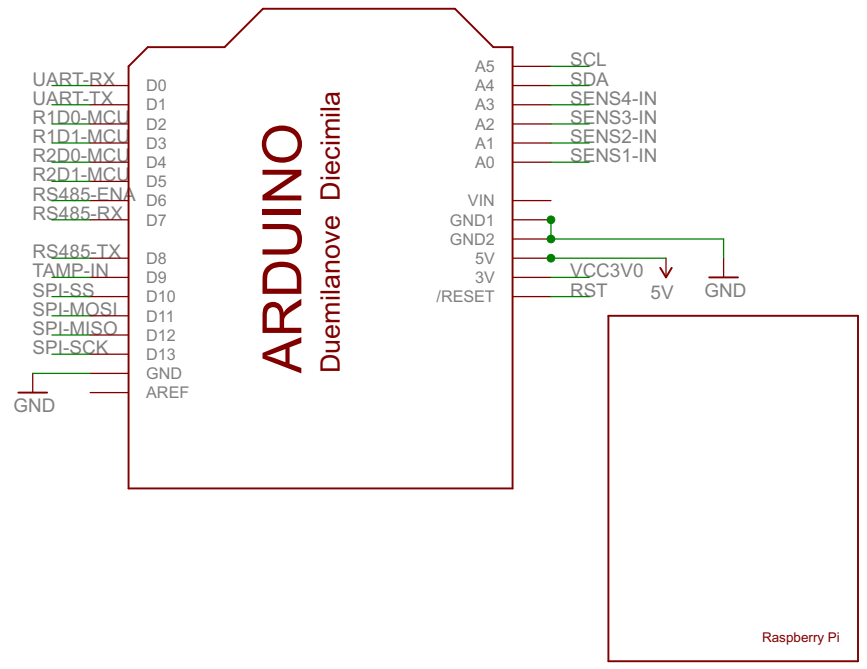 UART-RX D0
UART-TX D1
R1D0-MCU D2
R1D1-MCU D3
R2D0-MCU D4
R2D1-MCU D5
RS485-ENA D6
RS485-RX D7
RS485-TX D8
TAMP-IN D9
SPI-SS D10
SPI-MOSI D11
SPI-MISO D12
SPI-SCK D13
GND
AREF
GND
ARDUINO
Duemilanove Diecimila
A5 SCL
A4 SDA
A3 SENS4-IN
A2 SENS3-IN
A1 SENS2-IN
A0 SENS1-IN
VIN
GND1
GND2
5V
3V VCC3V0
/RESET RST
5V
GND
Raspberry Pi